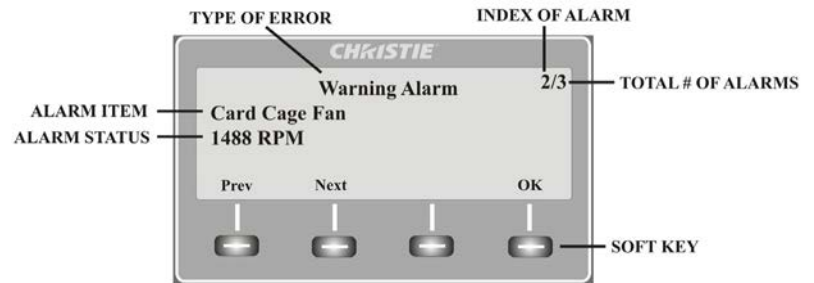 TYPE OF ERROR
INDEX OF ALARM
CHRISTIE
Warning Alarm
2/3
TOTAL # OF ALARMS
ALARM ITEM
Card Cage Fan
ALARM STATUS
1488 RPM
Prev Next OK
SOFT KEY